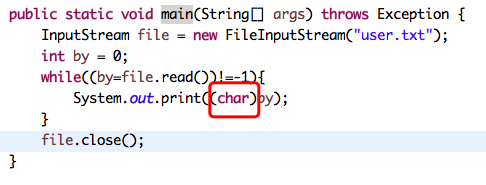 public static void main(String[] args) throws Exception {
InputStream file = new FileInputStream("user.txt");
int by = 0;
while((by=file.read())!=-1){
System.out.print((char)by);
}
file.close();
}